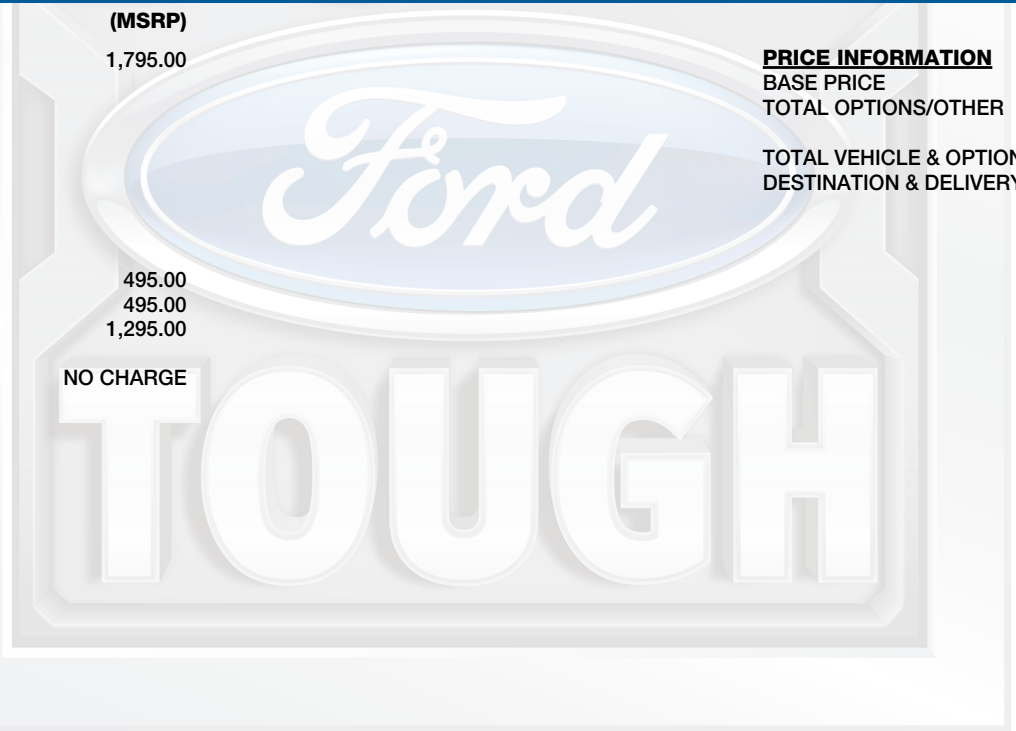 (MSRP)
1,795.00
495.00
495.00
1,295.00
NO CHARGE
PRICE INFORMATION
BASE PRICE
TOTAL OPTIONS/OTHER
TOTAL VEHICLE & OPTION
DESTINATION & DELIVERY
Ford
TOUGH